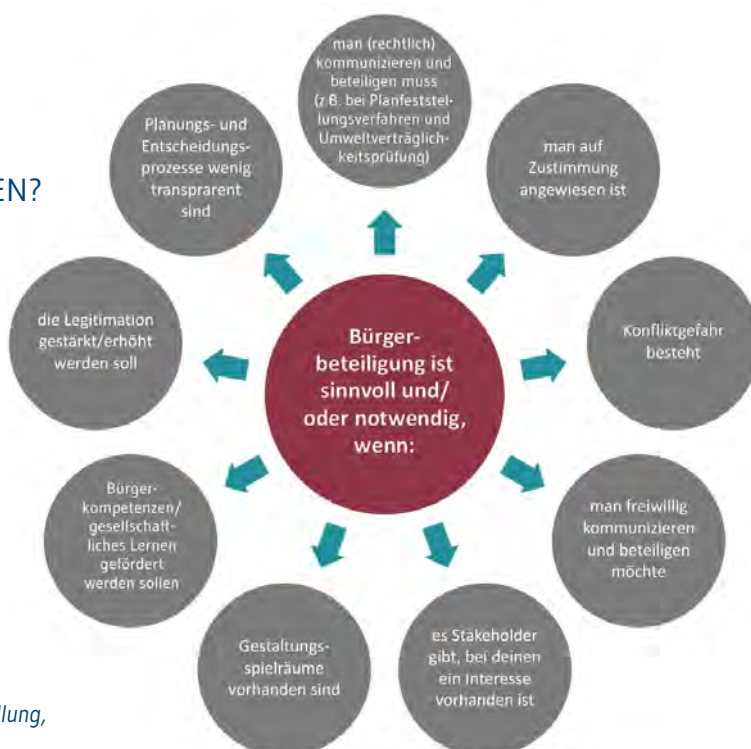 EN?
man (rechtlich)
kommunizieren und
beteiligen muss
(z.B. bei Planfeststel-
lungsverfahren und
Umweltverträglich-
keitsprüfung)
man auf
Zustimmung
angewiesen ist
Konfliktgefahr
besteht
man freiwillig
kommunizieren
und beteiligen
möchte
es Stakeholder
gibt, bei deinen
ein Interesse
vorhanden ist
Gestaltungs-
spielräume
vorhanden sind
Bürger-
kompetenzen/
gesellschaft-
liches Lernen
gefördert
werden sollen
die Legitimation
gestärkt/erhöht
werden soll
Planungs- und
Entscheidungs-
prozesse wenig
transprarent
sind
Bürger-
beteiligung ist
sinnvoll und/
oder notwendig,
wenn:
llung,